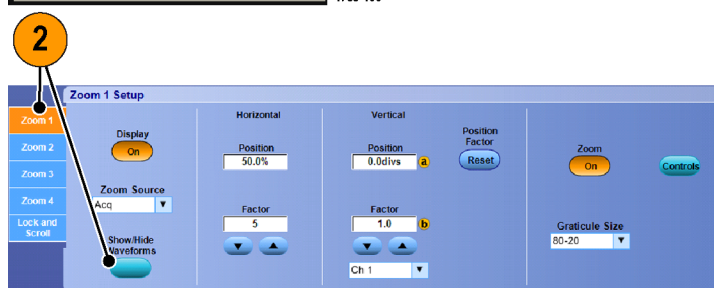 2
Zoom 1 Setup
Zoom 1
Zoom 2
Zoom 3
Zoom 4
Lock and
Scroll
Display
On
Zoom Source
Acq
Show/Hide
Waveforms
Horizontal
Position
50.0%
Factor
5
Vertical
Position
0.0divs
a
Factor
1.0
b
Ch 1
Position
Factor
Reset
Zoom
On
Graticule Size
80-20
Controls